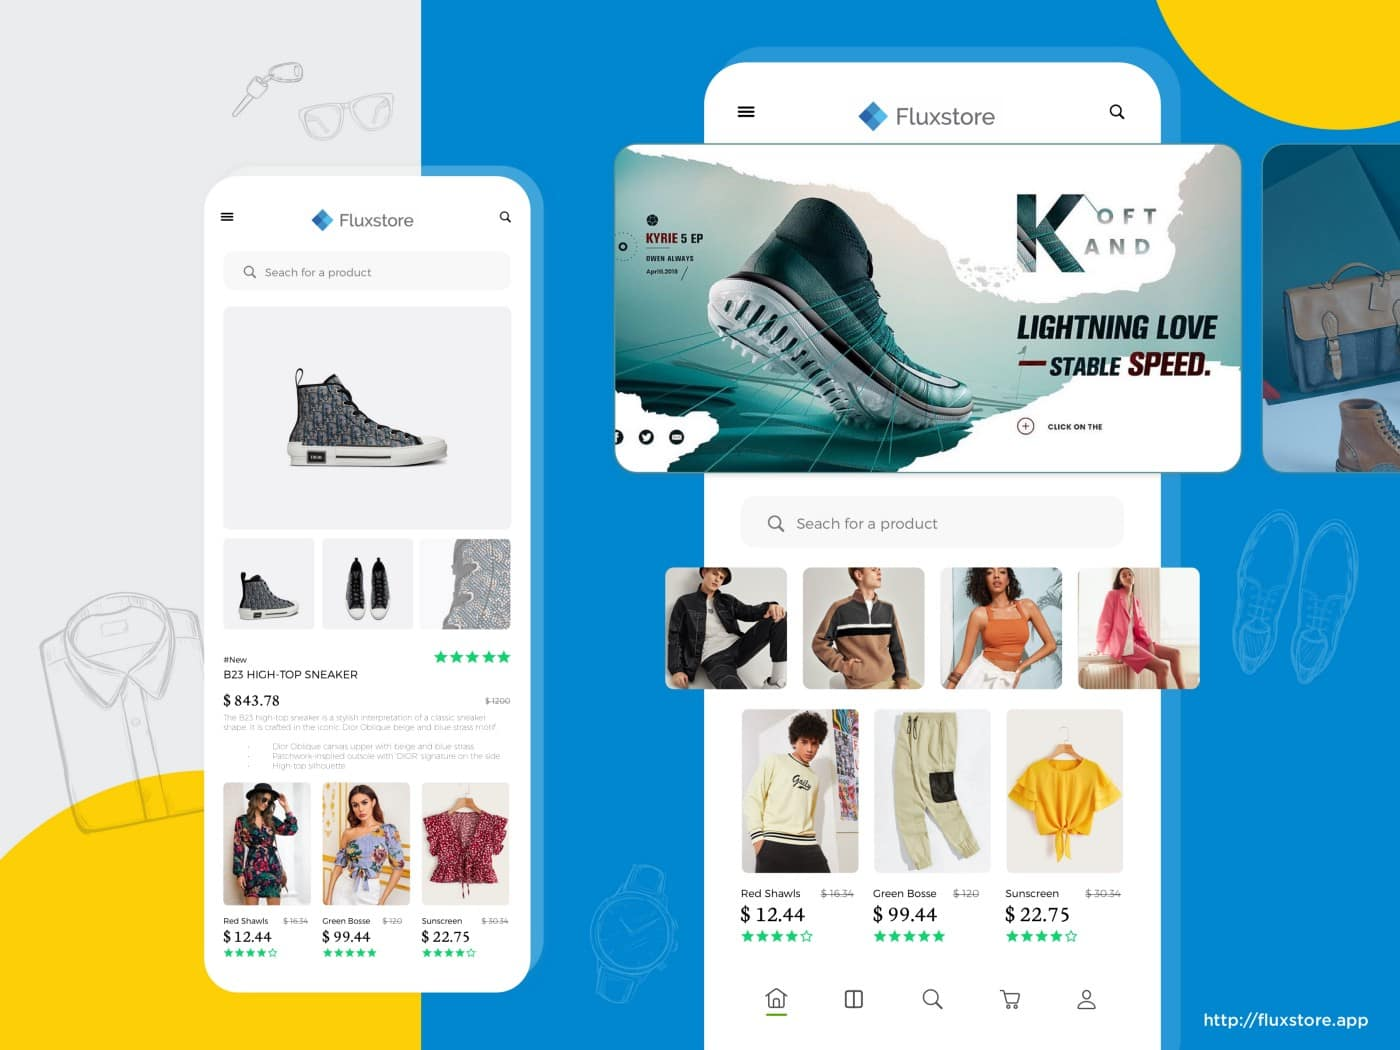 Fluxstore
Seach for a product
DIOR
#New
B23 HIGH-TOP SNEAKER
$ 843.78
$ 1200
The B23 high-top sneaker is a stylish interpretation of a classic sneaker
shape. It is crafted in the iconic Dior Oblique beige and blue strass motif
· Dior Oblique canvas upper with beige and blue strass
· Patchwork-inspired outsole with 'DIOR' signature on the side
· High-top silhouette
Red Shawls $ 16.34
$ 12.44
Green Bosse $ 120
$ 99.44
Sunscreen $ 30.34
$ 22.75
Fluxstore
KYRIE 5 EP
OWEN ALWAYS
April.2018
K OFT
AND
LIGHTNING LOVE
— STABLE SPEED.
CLICK ON THE
Seach for a product
Red Shawls $ 16.34
$ 12.44
Green Bosse $ 120
$ 99.44
Sunscreen $ 30.34
$ 22.75
http://fluxstore.app